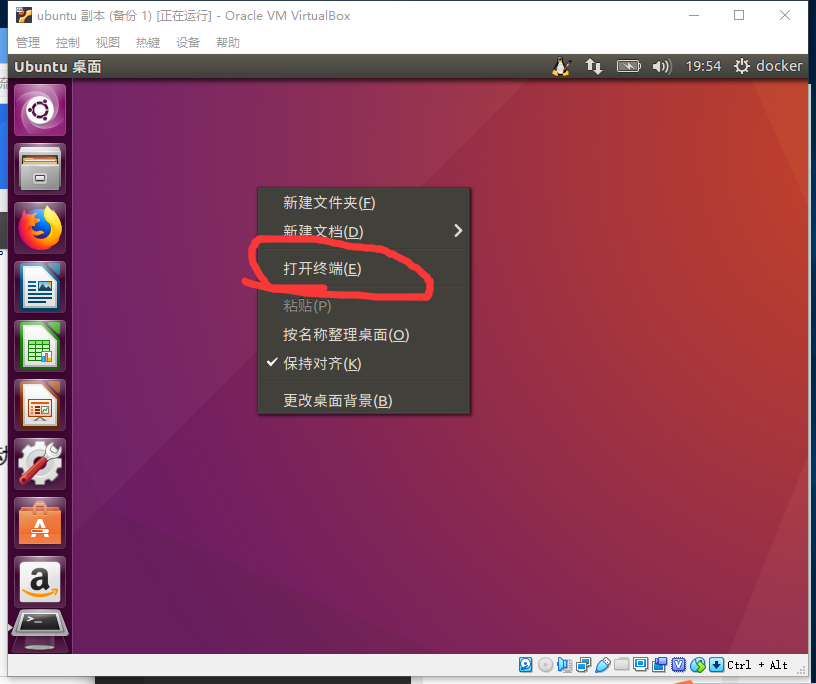 ubuntu 副本 (备份 1) [正在运行] - Oracle VM VirtualBox
管理 控制 视图 热键 设备 帮助
Ubuntu 桌面 19:54 docker
新建文件夹(F)
新建文档(D)
打开终端(E)
粘贴(P)
按名称整理桌面(O)
保持对齐(K)
更改桌面背景(B)
Ctrl + Alt